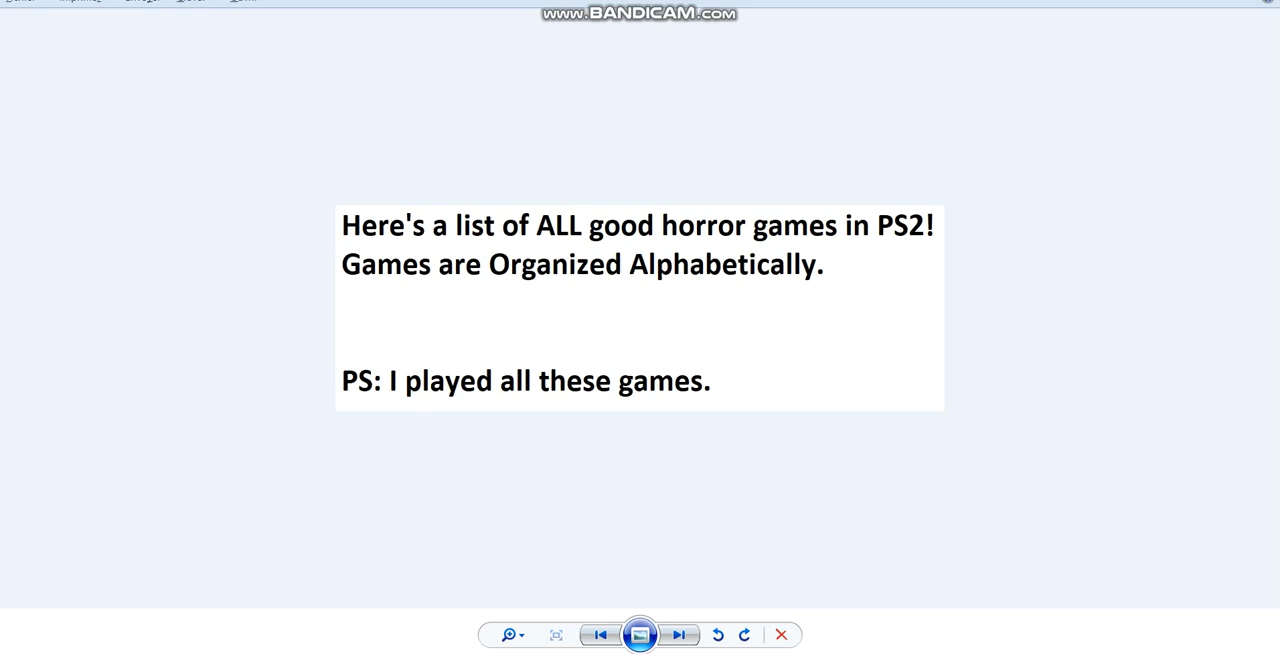 www.BANDICAM.com
Here's a list of ALL good horror games in PS2!
Games are Organized Alphabetically.
PS: I played all these games.